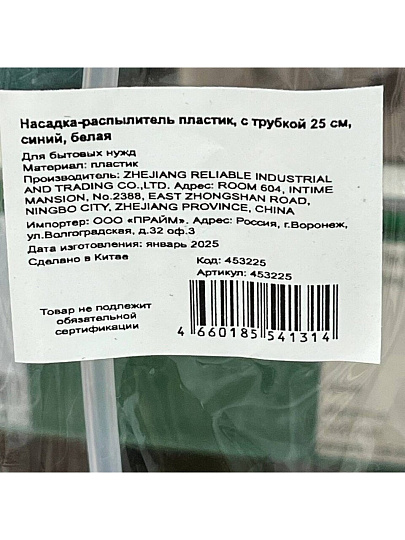 Насадка-распылитель пластик, с трубкой 25 см,
синий, белая
Для бытовых нужд
Материал: пластик
Производитель: ZHEJIANG RELIABLE INDUSTRIAL
AND TRADING CO.,LTD. Адрес: ROOM 604, INTIME
MANSION, No.2388, EAST ZHONGSHAN ROAD,
NINGBO CITY, ZHEJIANG PROVINCE, CHINA
Импортер: ООО «ПРАЙМ». Адрес: Россия, г.Воронеж,
ул.Волгоградская, д.32 оф.3
Дата изготовления: январь 2025
Сделано в Китае
Код: 453225
Артикул: 453225
Товар не подлежит
обязательной
сертификации
4 660185 541314